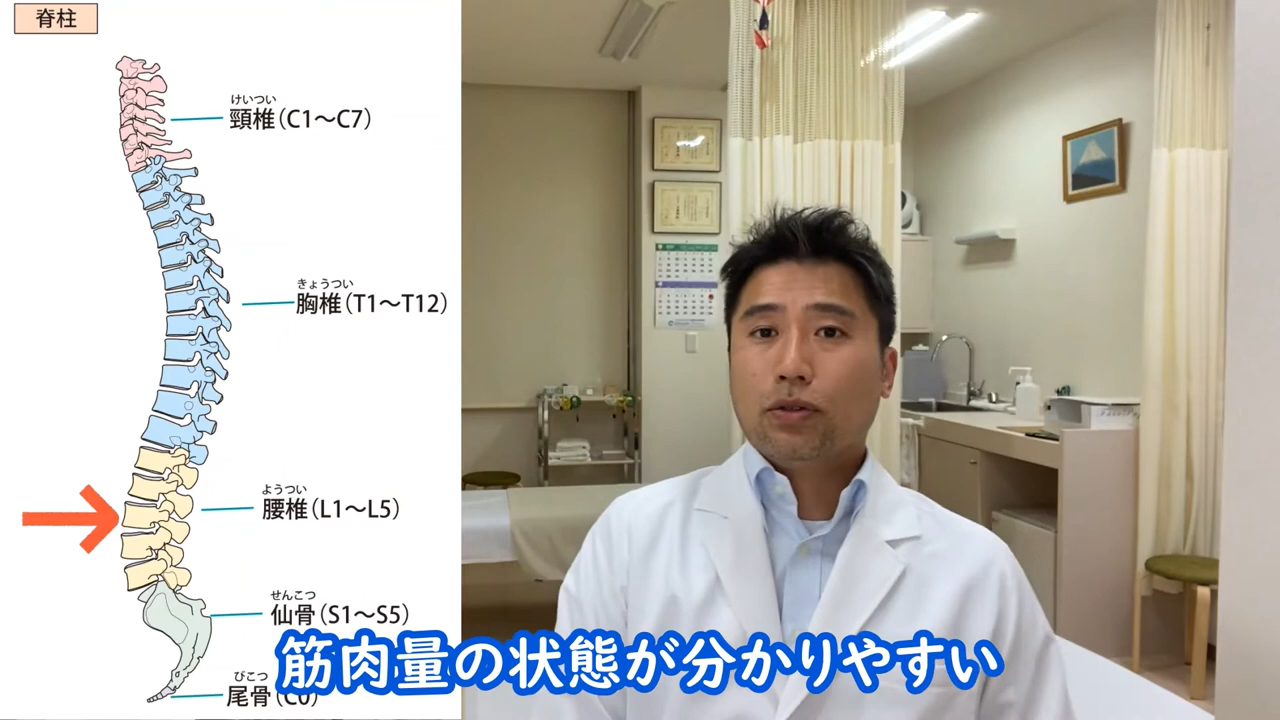 脊柱
けいつい
頸椎(C1〜C7)
きょうつい
胸椎(T1〜T12)
ようつい
腰椎(L1〜L5)
せんこつ
仙骨(S1〜S5)
びこつ
尾骨(C0)
筋肉量の状態が分かりやすい